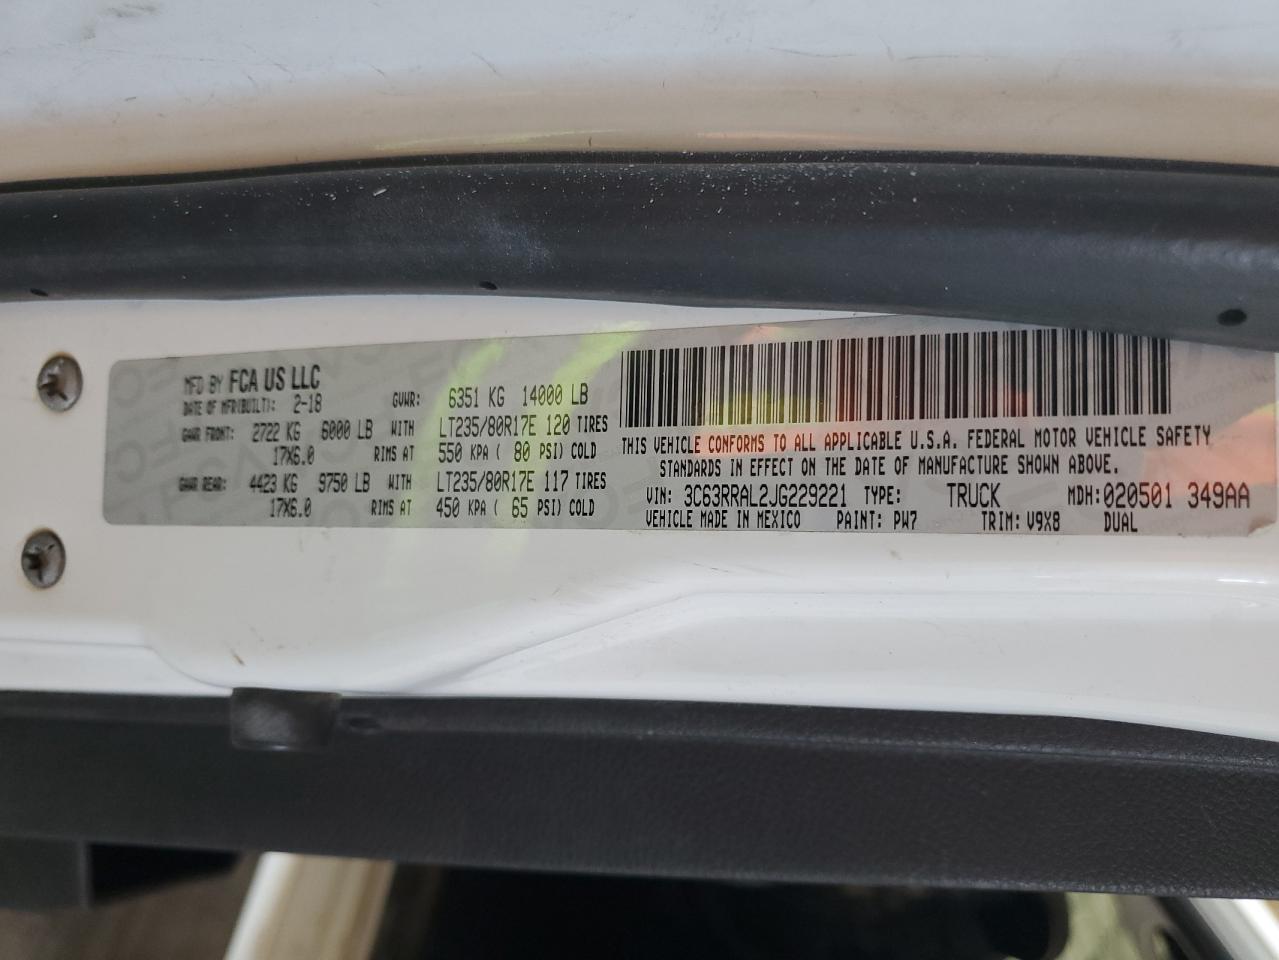 MFD BY FCA US LLC
DATE OF MFR(BUILT): 2-18 GVWR: 6351 KG 14000 LB
GAWR FRONT: 2722 KG 6000 LB WITH LT235/80R17E 120 TIRES
17X6.0 RIMS AT 550 KPA ( 80 PSI) COLD
GAWR REAR: 4423 KG 9750 LB WITH LT235/80R17E 117 TIRES
17X6.0 RIMS AT 450 KPA ( 65 PSI) COLD
THIS VEHICLE CONFORMS TO ALL APPLICABLE U.S.A. FEDERAL MOTOR VEHICLE SAFETY
STANDARDS IN EFFECT ON THE DATE OF MANUFACTURE SHOWN ABOVE.
VIN: 3C63RRAL2JG229221 TYPE: TRUCK MDH:020501 349AA
VEHICLE MADE IN MEXICO PAINT: PW7 TRIM: V9X8 DUAL